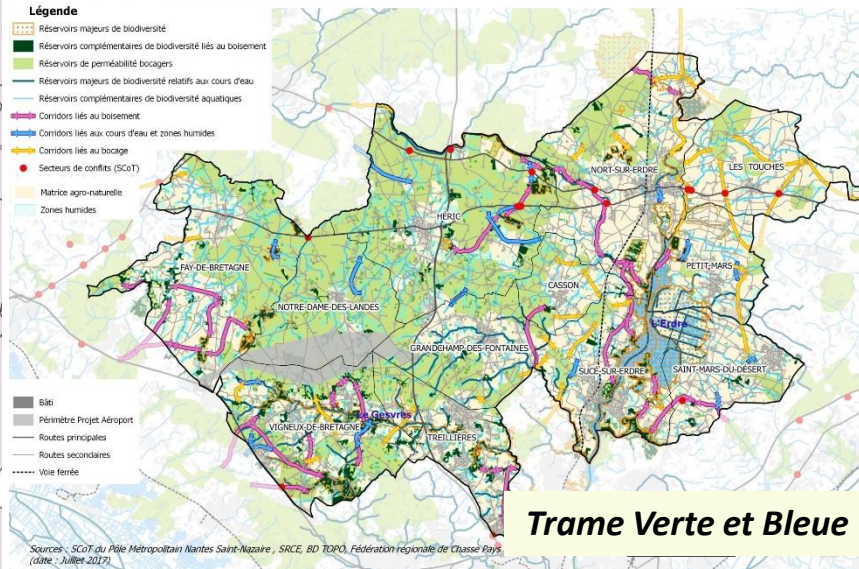 Légende
Réservoirs majeurs de biodiversité
Réservoirs complémentaires de biodiversité liés au boisement
Réservoirs de perméabilité bocagers
Réservoirs majeurs de biodiversité relatifs aux cours d'eau
Réservoirs complémentaires de biodiversité aquatiques
Corridors liés au boisement
Corridors liés aux cours d'eau et zones humides
Corridors liés au bocage
Secteurs de conflits (SCoT)
Matrice agro-naturelle
Zones humides
NORT-SUR-ERDRE
LES TOUCHES
HÉRIC
FAY-DE-BRETAGNE
PETIT-MARS
CASSON
NOTRE-DAME-DES-LANDES
L'Erdre
GRANDCHAMP-DES-FONTAINES
SUCÉ-SUR-ERDRE
SAINT-MARS-DU-DÉSERT
Le Gesvres
VIGNEUX-DE-BRETAGNE
TREILLIÈRES
Bâti
Périmètre Projet Aéroport
Routes principales
Routes secondaires
Voie ferrée
Trame Verte et Bleue
Sources : SCoT du Pôle Métropolitain Nantes Saint-Nazaire , SRCE, BD TOPO, Fédération régionale de Chasse Pays
(date : Juillet 2017)